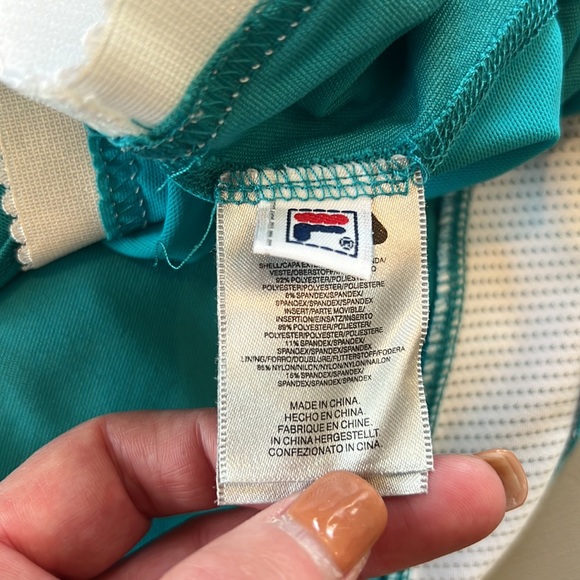 SHELL/CAPA
VESTE/OBERSTOFF
92% POLYESTER/POLIESTER/
POLYESTER/POLYESTER/POLIESTERE
8% SPANDEX/SPANDEX/
SPANDEX/SPANDEX/SPANDEX
INSERT/PARTE MOVIBLE/
INSERTION/EINSATZ/INSERTO
89% POLYESTER/POLIESTER/
POLYESTER/POLYESTER/POLIESTERE
11% SPANDEX/SPANDEX/
SPANDEX/SPANDEX/SPANDEX
LINING/FORRO/DOUBLURE/FUTTERSTOFF/FODERA
85% NYLON/NILON/NYLON/NYLON/NAILON
15% SPANDEX/SPANDEX/
SPANDEX/SPANDEX/SPANDEX
MADE IN CHINA.
HECHO EN CHINA.
FABRIQUE EN CHINE.
IN CHINA HERGESTELLT.
CONFEZIONATO IN CINA.